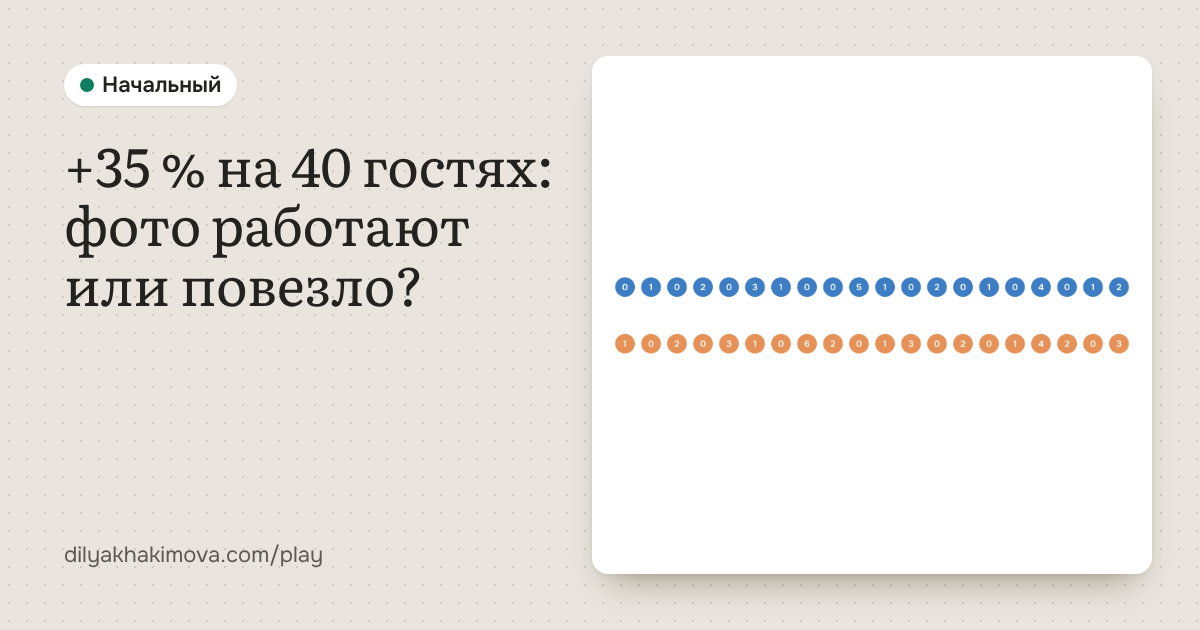 Начальный
+35 % на 40 гостях:
фото работают
или повезло?
0 1 0 2 0 3 1 0 0 5 1 0 2 0 1 0 4 0 1 2
1 0 2 0 3 1 0 6 2 0 1 3 0 2 0 1 4 2 0 3
dilyakhakimova.com/play